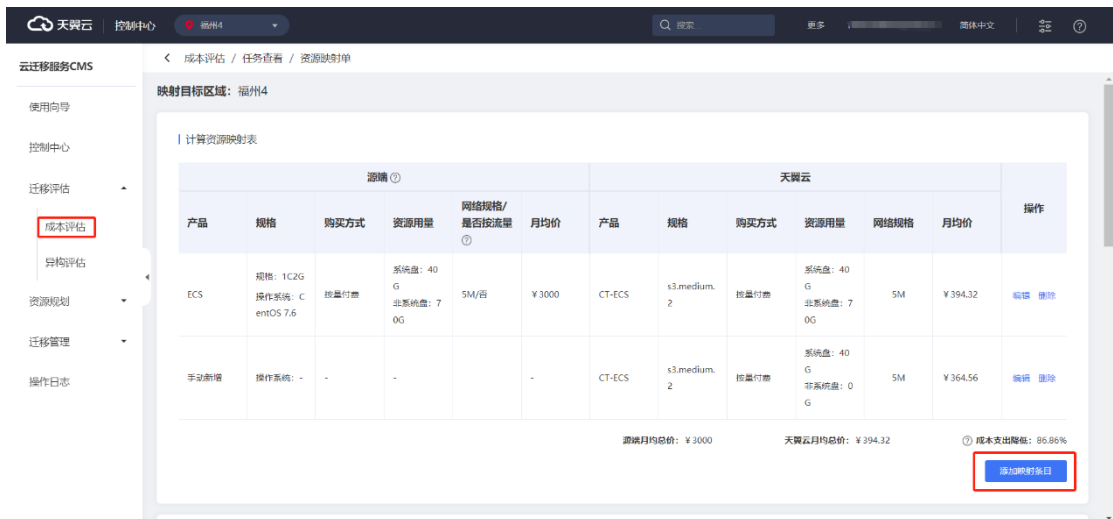 天翼云 控制中心 福州4 搜索... 更多 简体中文
云迁移服务CMS
成本评估 / 任务查看 / 资源映射单
映射目标区域：福州4
使用向导
控制中心
迁移评估
成本评估
异构评估
资源规划
迁移管理
操作日志
计算资源映射表
源端 天翼云 操作
产品 规格 购买方式 资源用量 网络规格/是否按流量 月均价 产品 规格 购买方式 资源用量 网络规格 月均价
ECS 规格：1C2G 操作系统：CentOS 7.6 按量付费 系统盘：40G 非系统盘：70G 5M/否 ￥3000 CT-ECS s3.medium.2 按量付费 系统盘：40G 非系统盘：70G 5M ￥394.32 编辑 删除
手动新增 操作系统：- - - - CT-ECS s3.medium.2 按量付费 系统盘：40G 非系统盘：0G 5M ￥364.56 编辑 删除
源端月均总价：￥3000 天翼云月均总价：￥394.32 成本支出降低：86.86%
添加映射条目